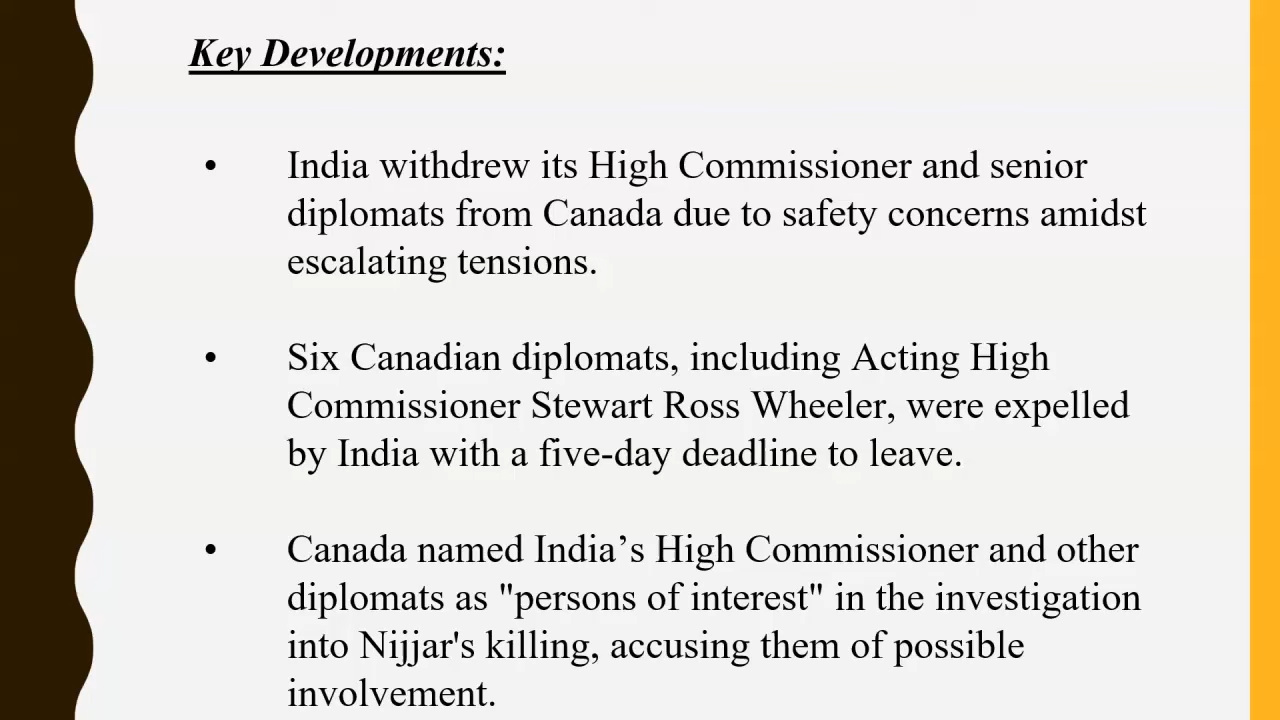 Key Developments:
• India withdrew its High Commissioner and senior
diplomats from Canada due to safety concerns amidst
escalating tensions.
• Six Canadian diplomats, including Acting High
Commissioner Stewart Ross Wheeler, were expelled
by India with a five-day deadline to leave.
• Canada named India’s High Commissioner and other
diplomats as "persons of interest" in the investigation
into Nijjar's killing, accusing them of possible
involvement.